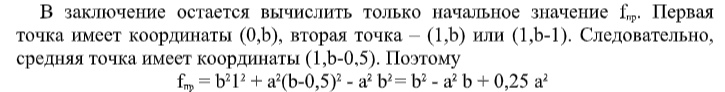 В заключение остается вычислить только начальное значение fпр. Первая
точка имеет координаты (0,b), вторая точка – (1,b) или (1,b-1). Следовательно,
средняя точка имеет координаты (1,b-0,5). Поэтому
fпр = b²1² + a²(b-0,5)² - a² b² = b² - a² b + 0,25 a²